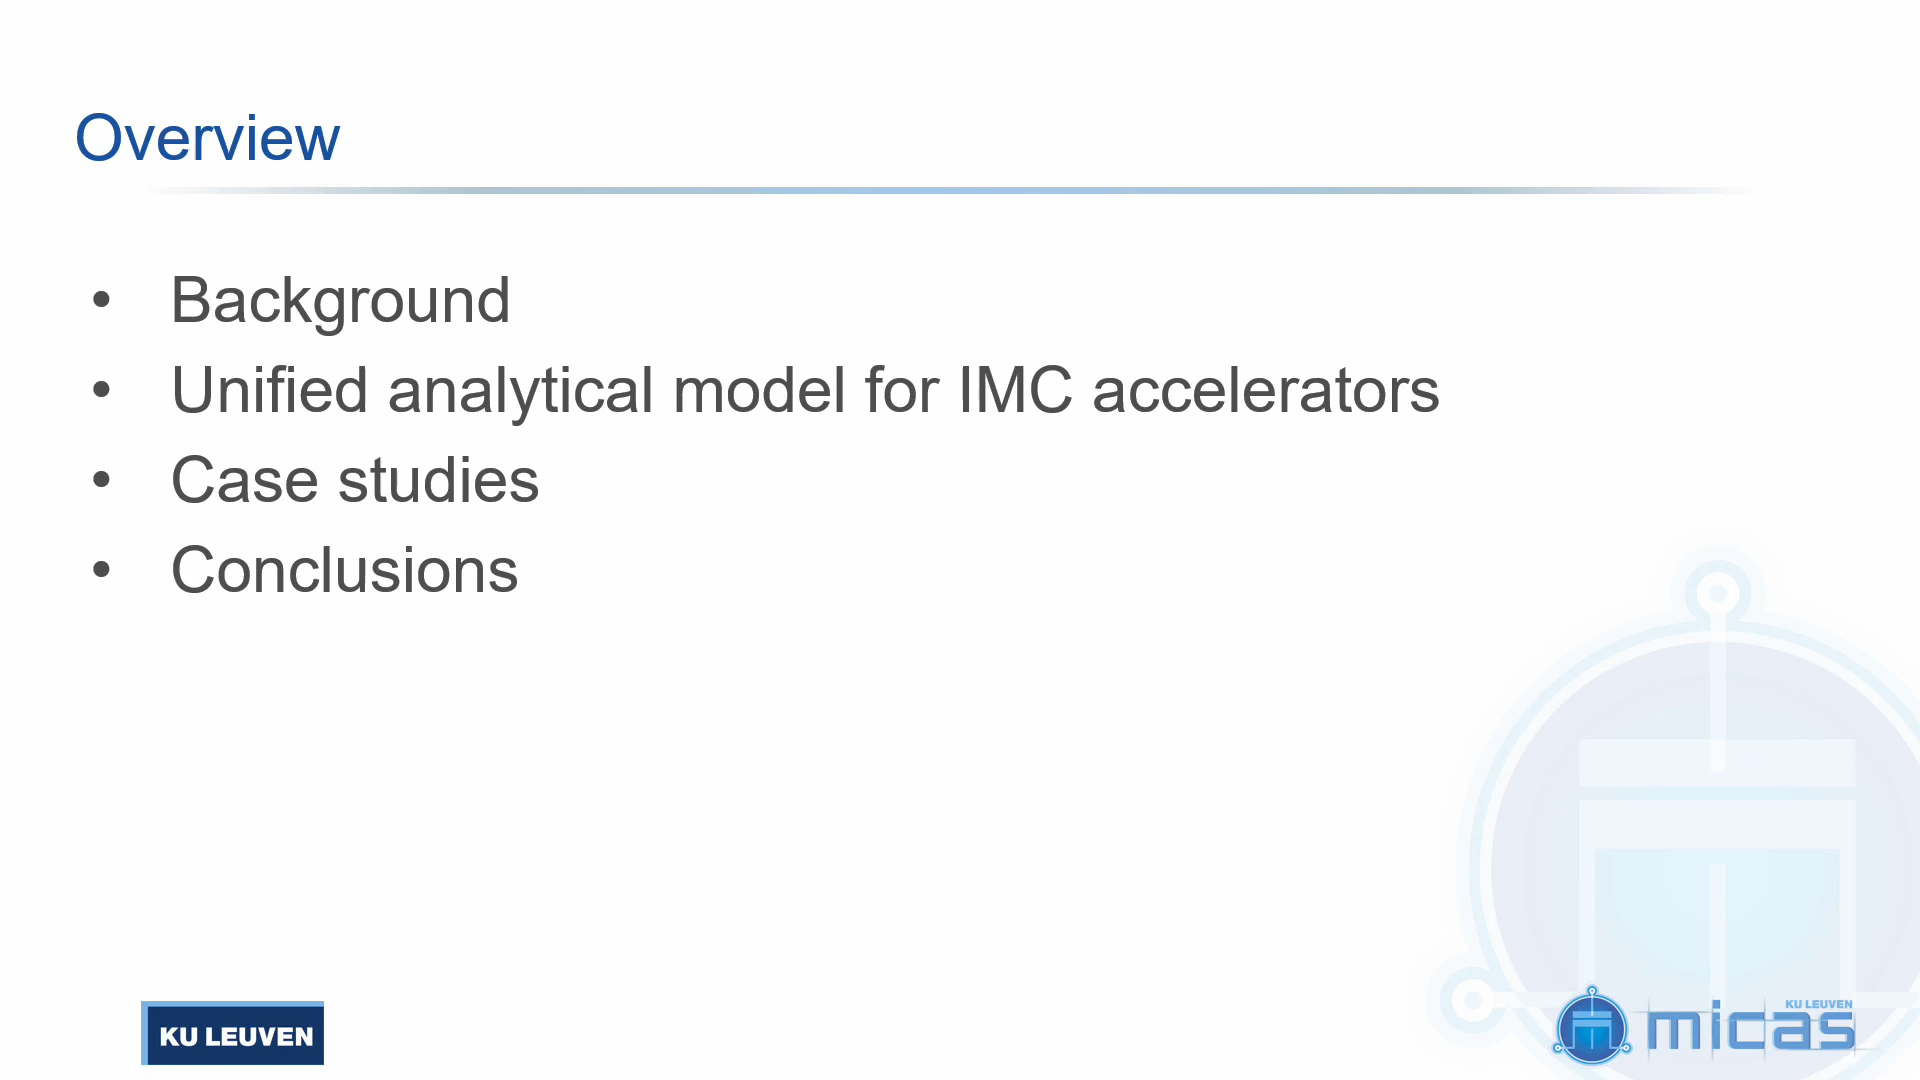 Overview
• Background
• Unified analytical model for IMC accelerators
• Case studies
• Conclusions
KU LEUVEN
KU LEUVEN
micas